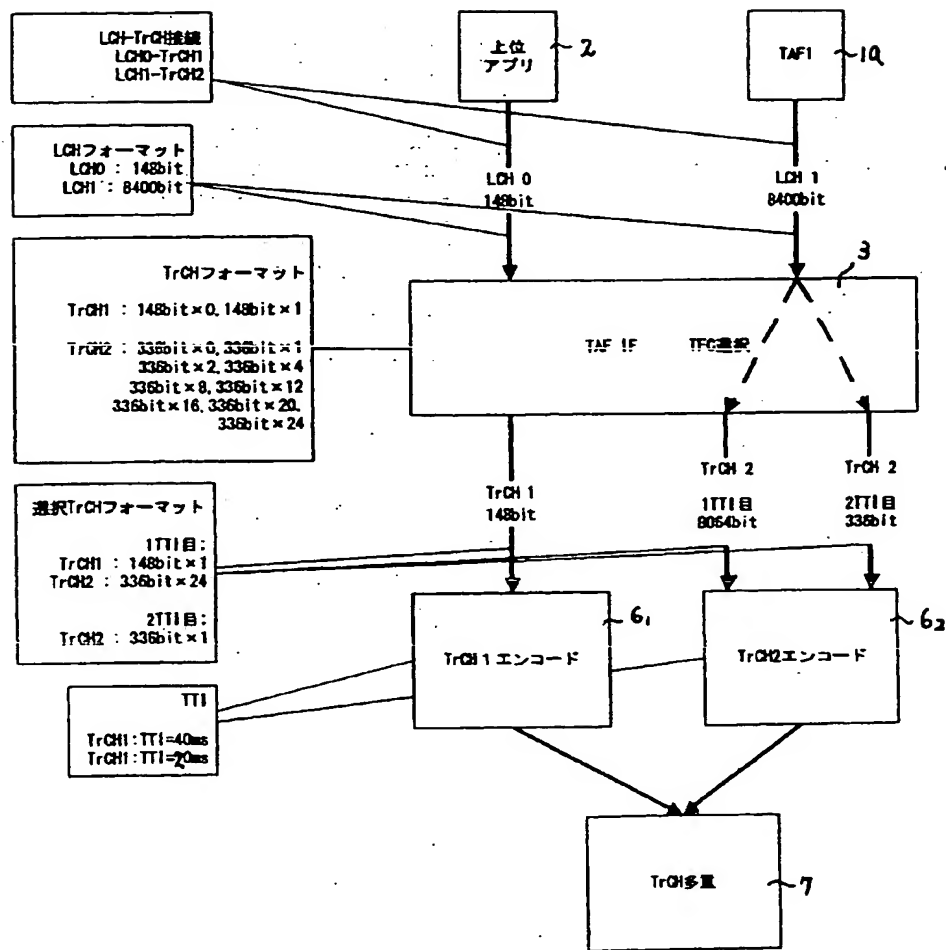 LCH-TrCH接続
LCH0-TrCH1
LCH1-TrCH2
上位
アプリ
2
TAF1
1a
LCHフォーマット
LCH0 : 148bit
LCH1 : 8400bit
LCH 0
148bit
LCH 1
8400bit
3
TrCHフォーマット
TrCH1 : 148bit×0, 148bit×1
TrCH2 : 336bit×0, 336bit×1
336bit×2, 336bit×4
336bit×8, 336bit×12
336bit×16, 336bit×20,
336bit×24
TAF IF TFC選択
TrCH 1
148bit
TrCH 2
1TTI目
8064bit
TrCH 2
2TTI目
336bit
選択TrCHフォーマット
1TTI目:
TrCH1 : 148bit×1
TrCH2 : 336bit×24
2TTI目:
TrCH2 : 336bit×1
TrCH1エンコード
6₁
TrCH2エンコード
6₂
TTI
TrCH1:TTI=40ms
TrCH1:TTI=20ms
TrCH多重
7